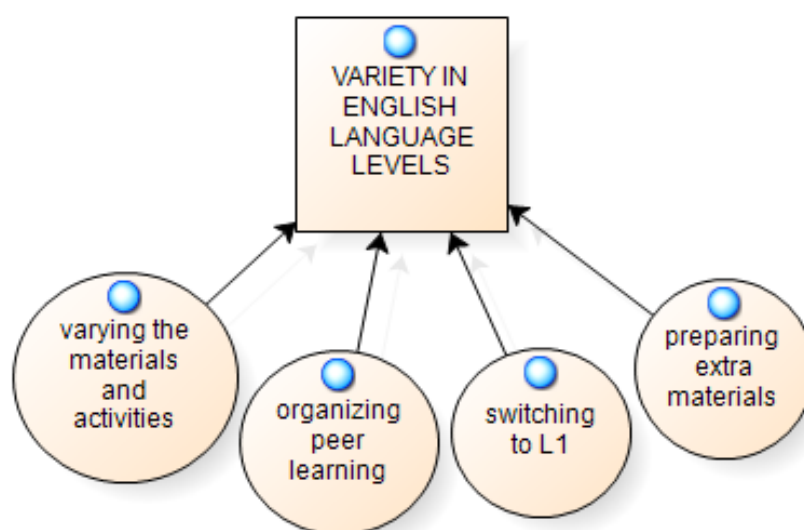 VARIETY IN
ENGLISH
LANGUAGE
LEVELS
varying the
materials
and
activities
organizing
peer
learning
switching
to L1
preparing
extra
materials